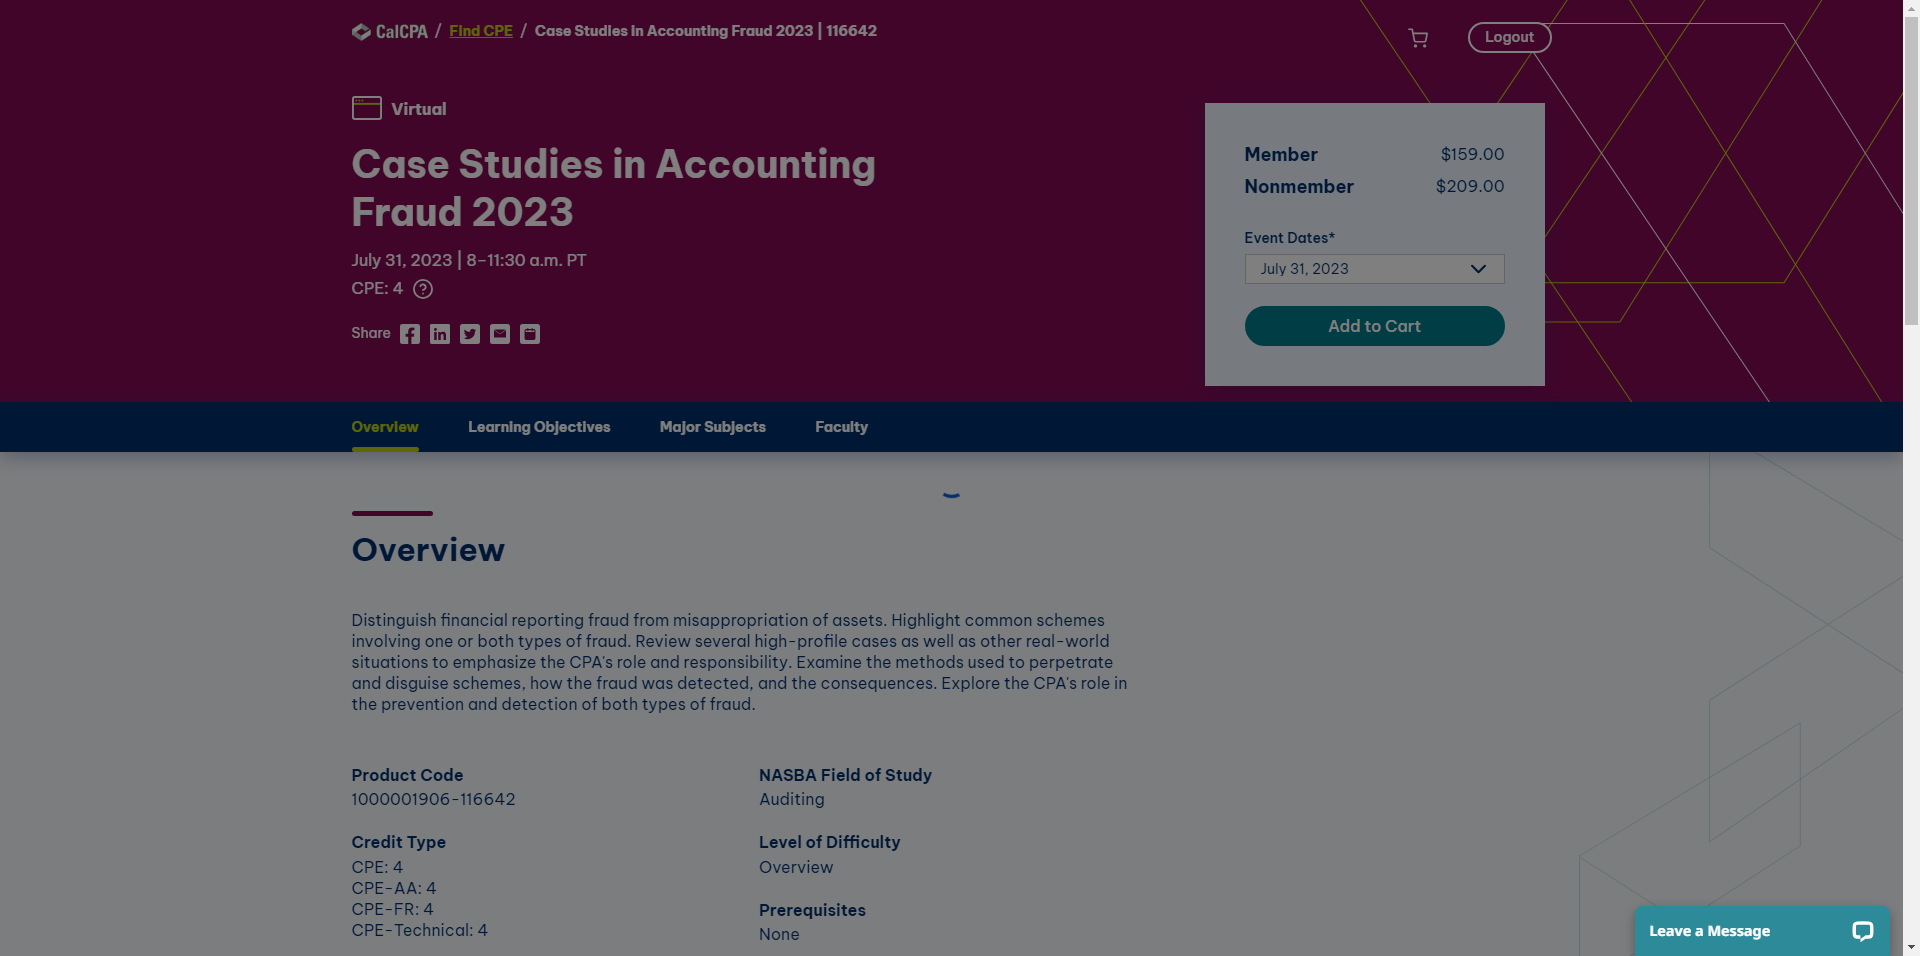 CalCPA / Find CPE / Case Studies in Accounting Fraud 2023 | 116642
Logout
Virtual
Case Studies in Accounting
Fraud 2023
July 31, 2023 | 8–11:30 a.m. PT
CPE: 4 ?
Share
Member $159.00
Nonmember $209.00
Event Dates*
July 31, 2023
Add to Cart
Overview Learning Objectives Major Subjects Faculty
Overview
Distinguish financial reporting fraud from misappropriation of assets. Highlight common schemes
involving one or both types of fraud. Review several high-profile cases as well as other real-world
situations to emphasize the CPA's role and responsibility. Examine the methods used to perpetrate
and disguise schemes, how the fraud was detected, and the consequences. Explore the CPA's role in
the prevention and detection of both types of fraud.
Product Code
1000001906-116642
NASBA Field of Study
Auditing
Credit Type
CPE: 4
CPE-AA: 4
CPE-FR: 4
CPE-Technical: 4
Level of Difficulty
Overview
Prerequisites
None
Leave a Message